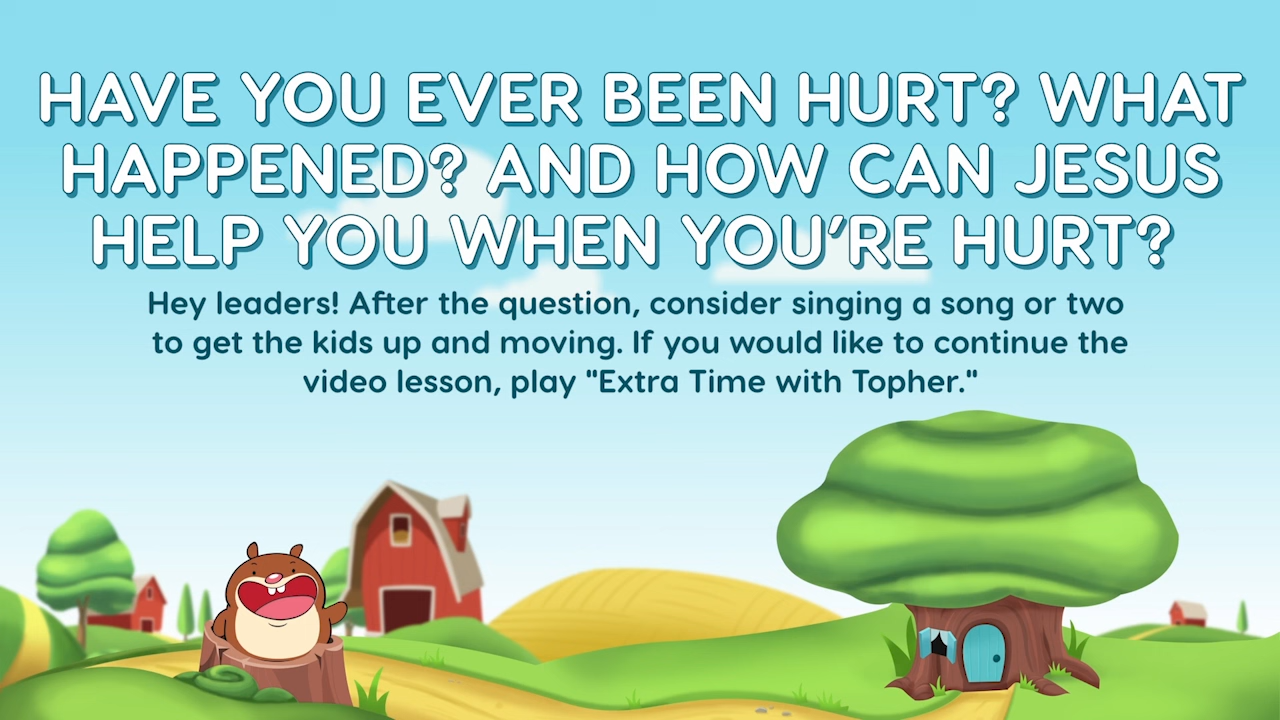 HAVE YOU EVER BEEN HURT? WHAT
HAPPENED? AND HOW CAN JESUS
HELP YOU WHEN YOU’RE HURT?
Hey leaders! After the question, consider singing a song or two
to get the kids up and moving. If you would like to continue the
video lesson, play "Extra Time with Topher."